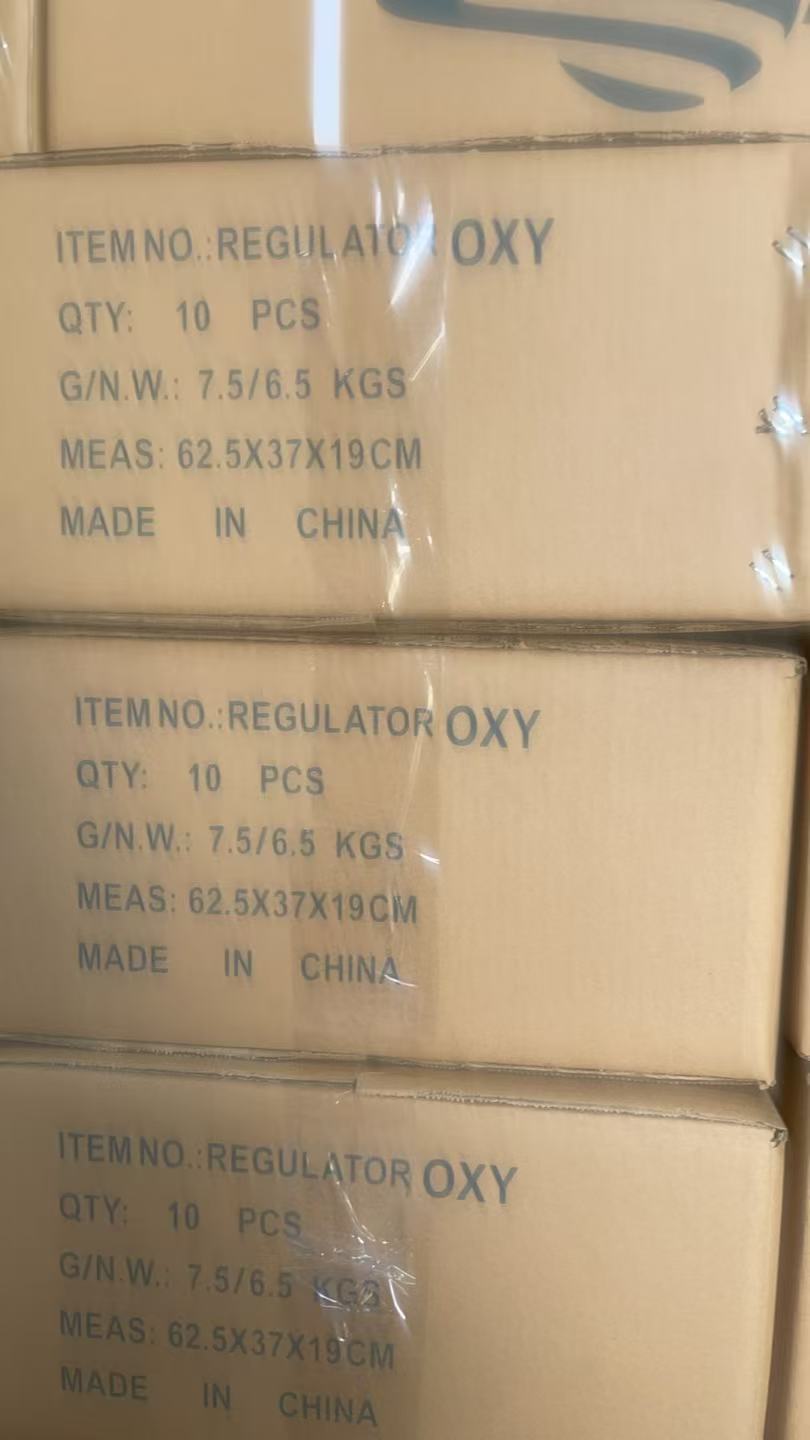 ITEM NO.:REGULATOR OXY
QTY: 10 PCS
G/N.W.: 7.5/6.5 KGS
MEAS: 62.5X37X19CM
MADE IN CHINA
ITEM NO.:REGULATOR OXY
QTY: 10 PCS
G/N.W.: 7.5/6.5 KGS
MEAS: 62.5X37X19CM
MADE IN CHINA
ITEM NO.:REGULATOR OXY
QTY: 10 PCS
G/N.W.: 7.5/6.5 KGS
MEAS: 62.5X37X19CM
MADE IN CHINA